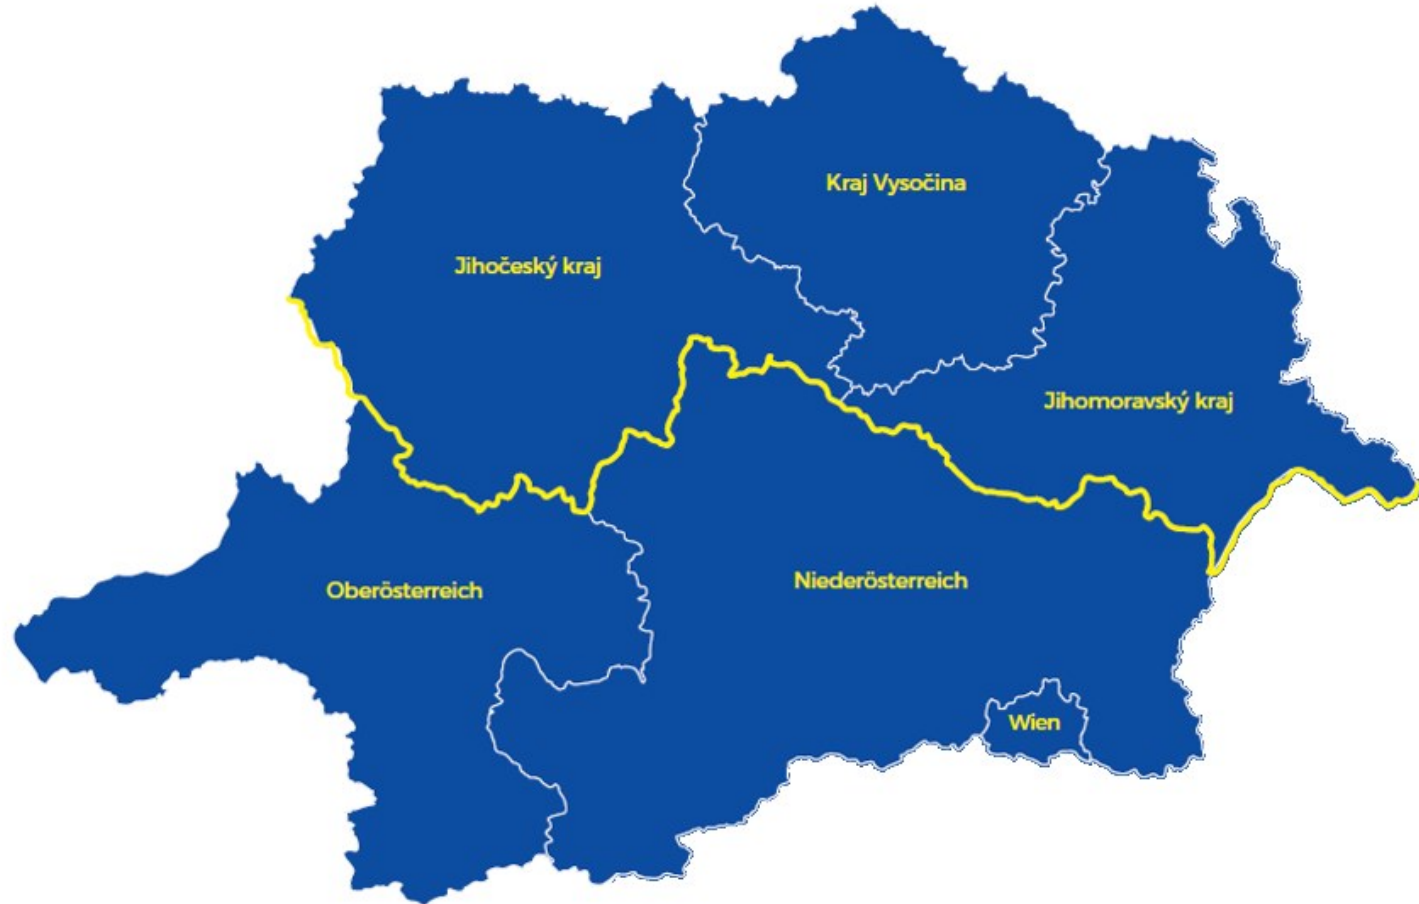 Kraj Vysočina
Jihočeský kraj
Jihomoravský kraj
Niederösterreich
Oberösterreich
Wien